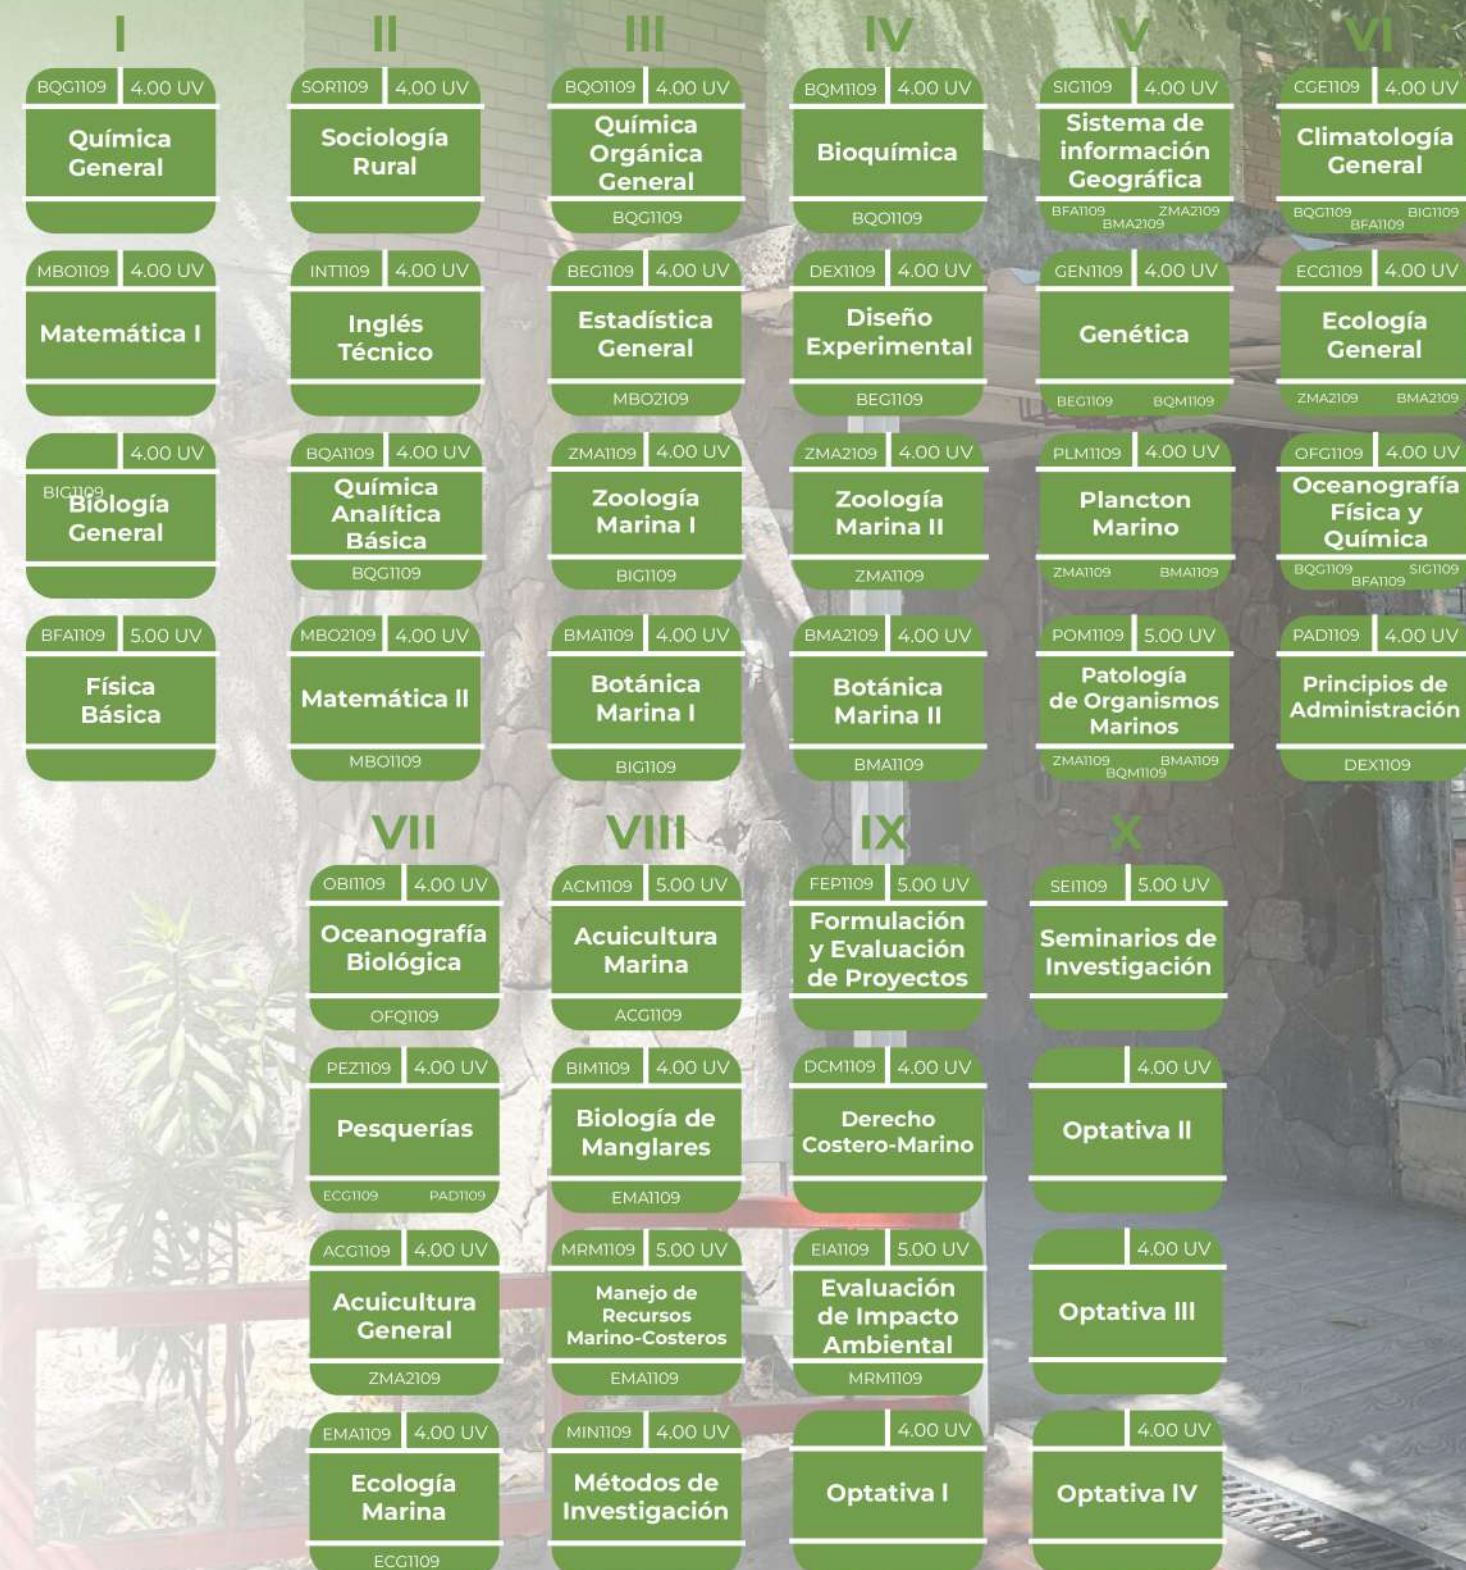 I II III IV V VI
BQG1109 4.00 UV
Química
General
SOR1109 4.00 UV
Sociología
Rural
BQO1109 4.00 UV
Química
Orgánica
General
BQG1109
BQM1109 4.00 UV
Bioquímica
BQO1109
SIG1109 4.00 UV
Sistema de
información
Geográfica
BFA1109 ZMA2109
BMA2109
CGE1109 4.00 UV
Climatología
General
BQG1109 BIG1109
BFA1109
MBO1109 4.00 UV
Matemática I
INT1109 4.00 UV
Inglés
Técnico
BEG1109 4.00 UV
Estadística
General
MBO2109
DEX1109 4.00 UV
Diseño
Experimental
BEG1109
GEN1109 4.00 UV
Genética
BEG1109 BQM1109
ECG1109 4.00 UV
Ecología
General
ZMA2109 BMA2109
4.00 UV
BIG1109
Biología
General
BQA1109 4.00 UV
Química
Analítica
Básica
BQG1109
ZMA1109 4.00 UV
Zoología
Marina I
BIG1109
ZMA2109 4.00 UV
Zoología
Marina II
ZMA1109
PLM1109 4.00 UV
Plancton
Marino
ZMA1109 BMA1109
OFG1109 4.00 UV
Oceanografía
Física y
Química
BQG1109 SIG1109
BFA1109
BFA1109 5.00 UV
Física
Básica
MBO2109 4.00 UV
Matemática II
MBO1109
BMA1109 4.00 UV
Botánica
Marina I
BIG1109
BMA2109 4.00 UV
Botánica
Marina II
BMA1109
POM1109 5.00 UV
Patología
de Organismos
Marinos
ZMA1109 BMA1109
BQM1109
PAD1109 4.00 UV
Principios de
Administración
DEX1109
VII VIII IX X
OBI1109 4.00 UV
Oceanografía
Biológica
OFQ1109
ACM1109 5.00 UV
Acuicultura
Marina
ACG1109
FEP1109 5.00 UV
Formulación
y Evaluación
de Proyectos
SEI1109 5.00 UV
Seminarios de
Investigación
PEZ1109 4.00 UV
Pesquerías
ECG1109 PAD1109
BIM1109 4.00 UV
Biología de
Manglares
EMA1109
DCM1109 4.00 UV
Derecho
Costero-Marino
4.00 UV
Optativa II
ACG1109 4.00 UV
Acuicultura
General
ZMA2109
MRM1109 5.00 UV
Manejo de
Recursos
Marino-Costeros
EMA1109
EIA1109 5.00 UV
Evaluación
de Impacto
Ambiental
MRM1109
4.00 UV
Optativa III
EMA1109 4.00 UV
Ecología
Marina
ECG1109
MIN1109 4.00 UV
Métodos de
Investigación
4.00 UV
Optativa I
4.00 UV
Optativa IV